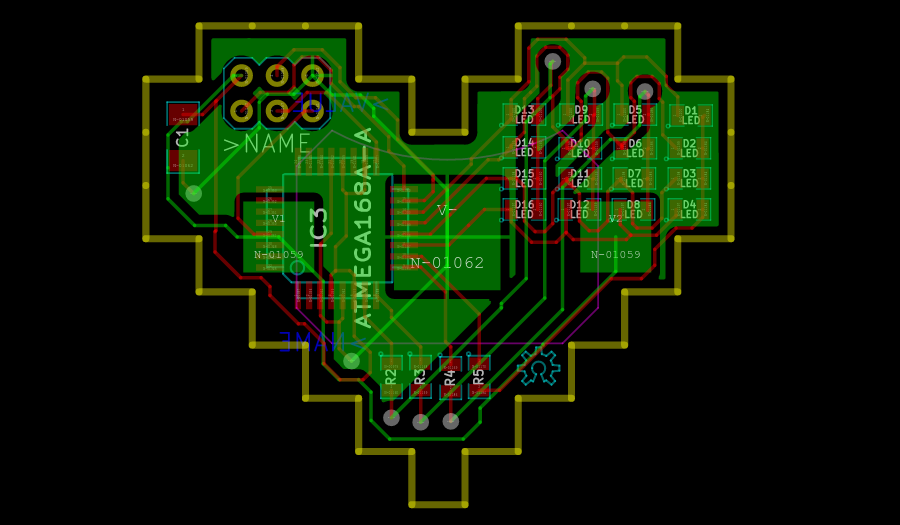 C1
>NAME
>VALUE
IC3
ATMEGA168A-A
V1
N-01059
V-
N-01062
V2
N-01059
D13
LED
D9
LED
D5
LED
D1
LED
D14
LED
D10
LED
D6
LED
D2
LED
D15
LED
D11
LED
D7
LED
D3
LED
D16
LED
D12
LED
D8
LED
D4
LED
>NAME
R2
R3
R4
R5